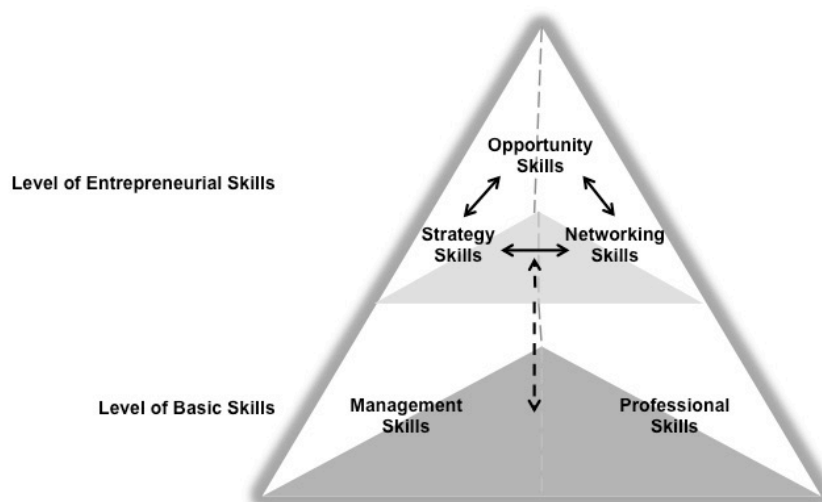 Opportunity
Skills
Level of Entrepreneurial Skills
Strategy
Skills
Networking
Skills
Level of Basic Skills
Management
Skills
Professional
Skills